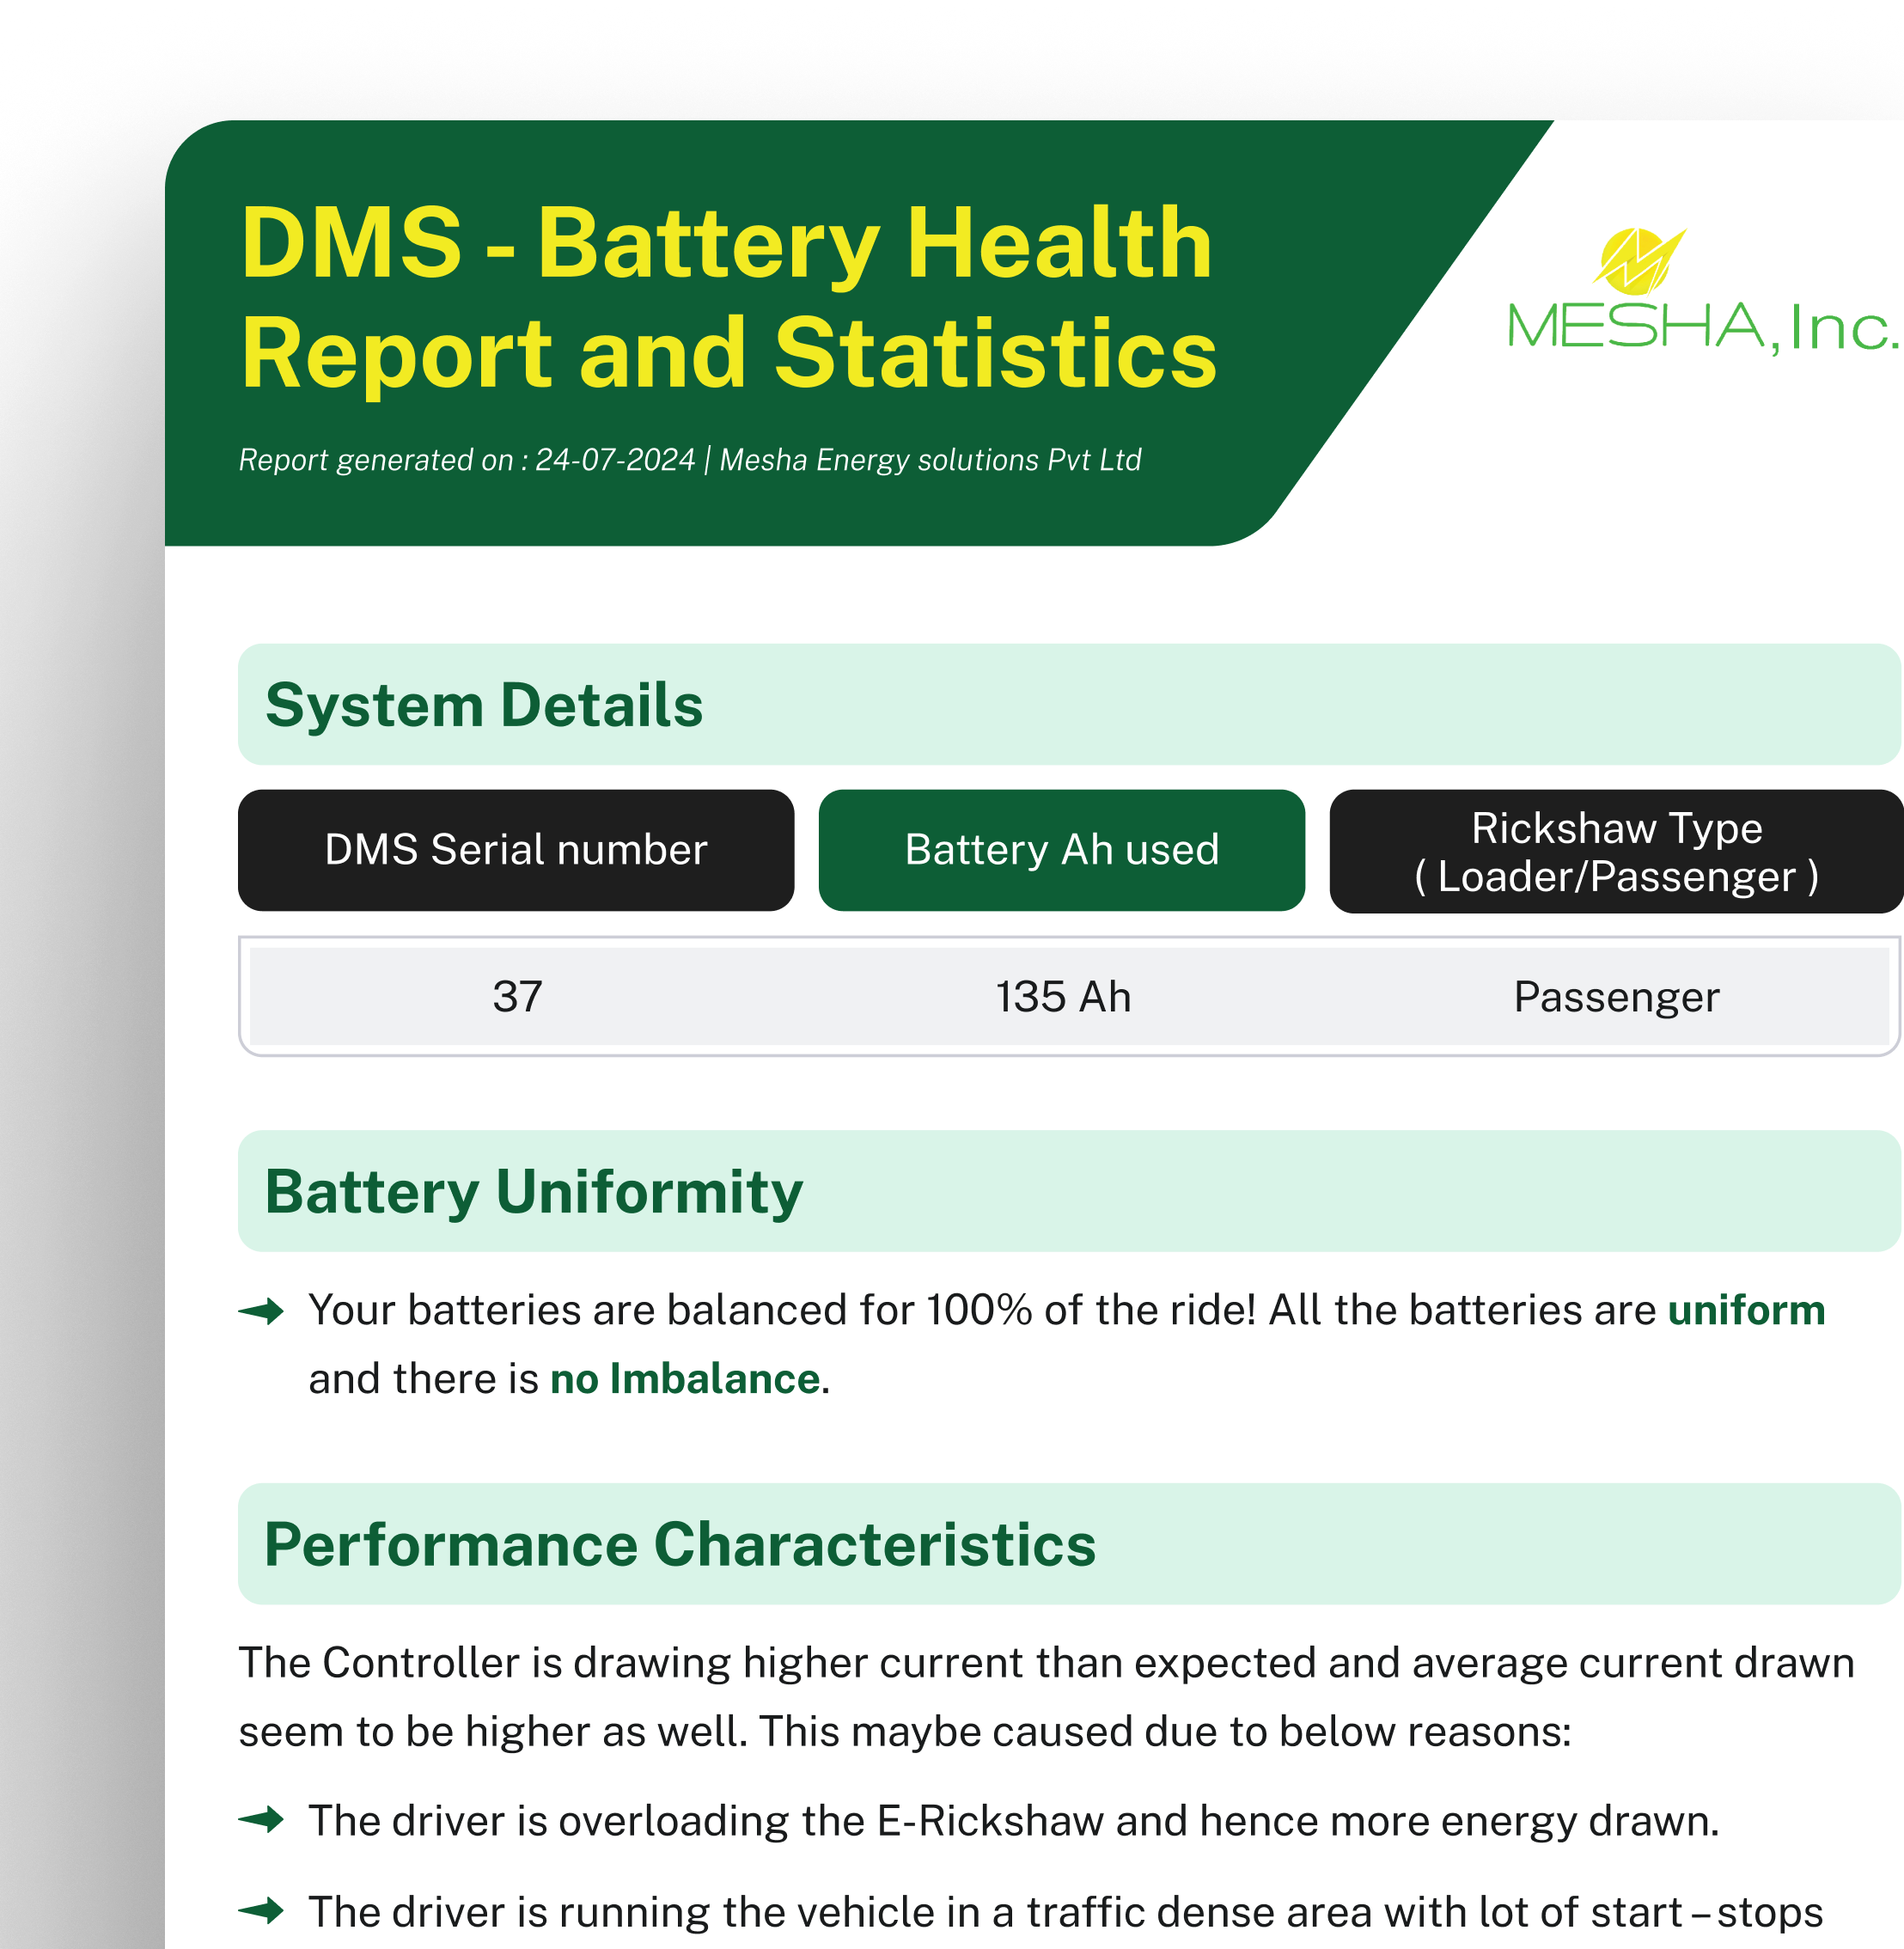 DMS - Battery Health
Report and Statistics
MESHA, Inc.
Report generated on : 24-07-2024 | Mesha Energy solutions Pvt Ltd
System Details
DMS Serial number
Battery Ah used
Rickshaw Type
( Loader/Passenger )
37
135 Ah
Passenger
Battery Uniformity
Your batteries are balanced for 100% of the ride! All the batteries are uniform
and there is no Imbalance.
Performance Characteristics
The Controller is drawing higher current than expected and average current drawn
seem to be higher as well. This maybe caused due to below reasons:
The driver is overloading the E-Rickshaw and hence more energy drawn.
The driver is running the vehicle in a traffic dense area with lot of start – stops